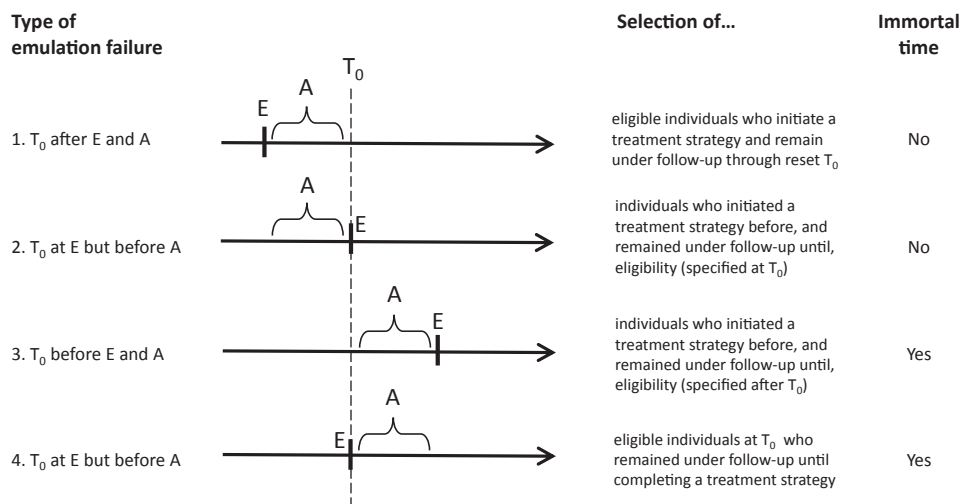 Type of
emulation failure
Selection of...
Immortal
time
T0
A
E
1. T0 after E and A
eligible individuals who initiate a
treatment strategy and remain
under follow-up through reset T0
No
A
E
2. T0 at E but before A
individuals who initiated a
treatment strategy before, and
remained under follow-up until,
eligibility (specified at T0)
No
A
E
3. T0 before E and A
individuals who initiated a
treatment strategy before, and
remained under follow-up until,
eligibility (specified after T0)
Yes
A
E
4. T0 at E but before A
eligible individuals at T0 who
remained under follow-up until
completing a treatment strategy
Yes